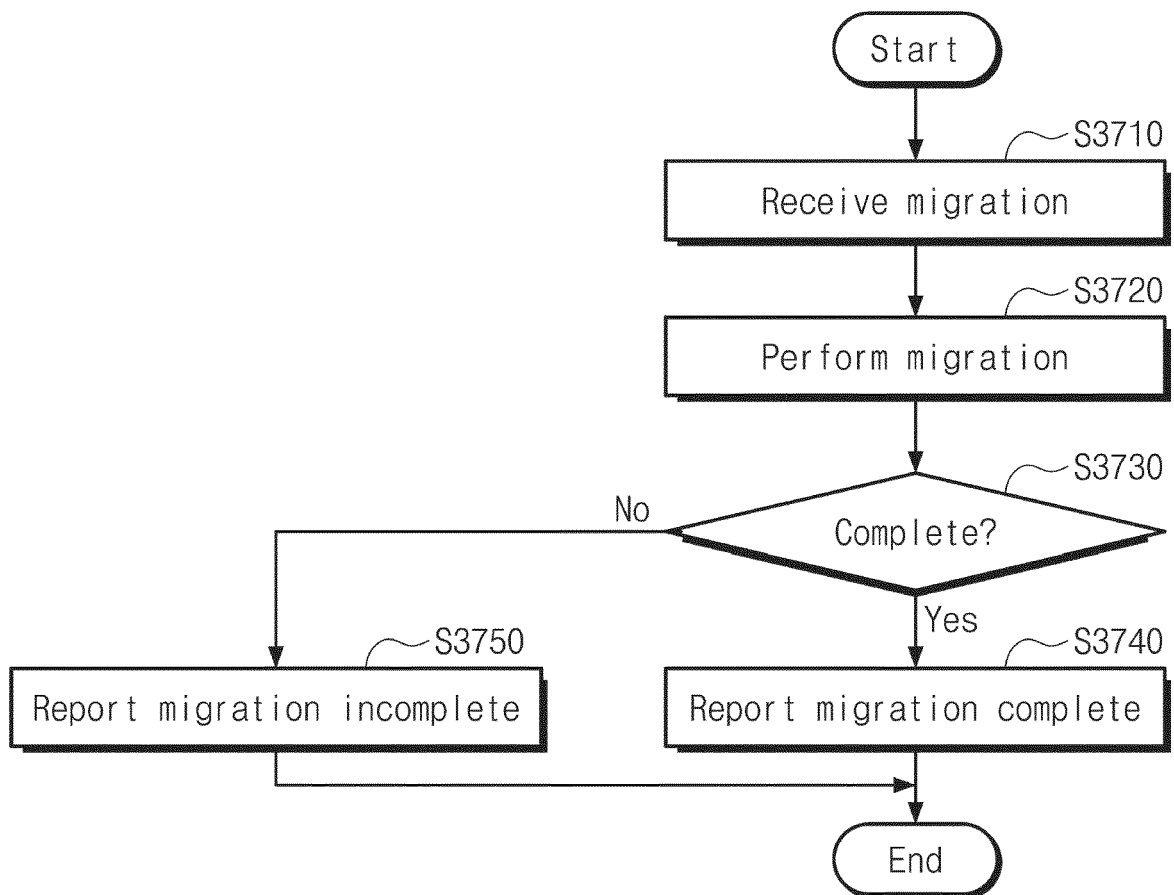 Start
S3710
Receive migration
S3720
Perform migration
S3730
Complete?
No
Yes
S3750
Report migration incomplete
S3740
Report migration complete
End